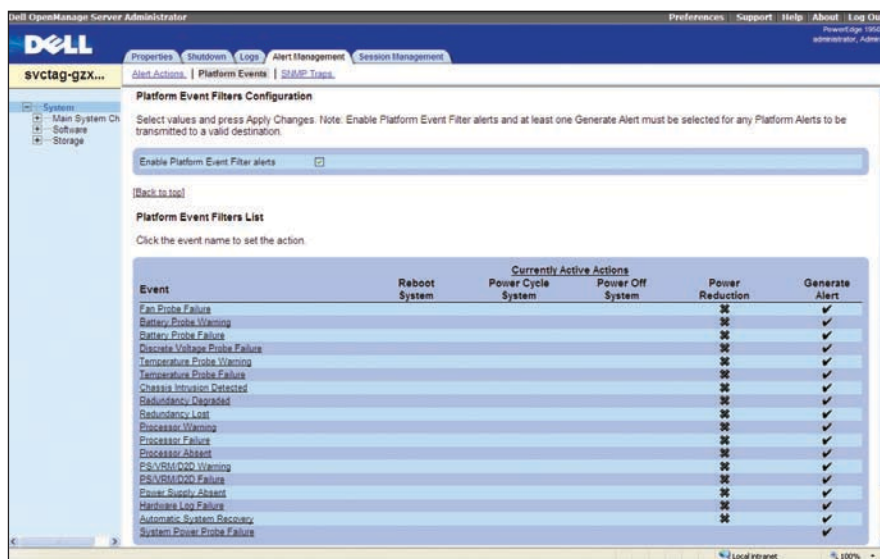 Dell OpenManage Server Administrator
Preferences Support Help About Log Ou
PowerEdge 1950
administrator, Admin
DELL
Properties Shutdown Logs Alert Management Session Management
svctag-gzx...
Alert Actions Platform Events SNMP Traps
System
Main System Ch
Software
Storage
Platform Event Filters Configuration
Select values and press Apply Changes. Note: Enable Platform Event Filter alerts and at least one Generate Alert must be selected for any Platform Alerts to be
transmitted to a valid destination.
Enable Platform Event Filter alerts
[Back to top]
Platform Event Filters List
Click the event name to set the action.
Currently Active Actions
Event Reboot System Power Cycle System Power Off System Power Reduction Generate Alert
Fan Probe Failure
Battery Probe Warning
Battery Probe Failure
Discrete Voltage Probe Failure
Temperature Probe Warning
Temperature Probe Failure
Chassis Intrusion Detected
Redundancy Degraded
Redundancy Lost
Processor Warning
Processor Failure
Processor Absent
PS/VRM/D2D Warning
PS/VRM/D2D Failure
Power Supply Absent
Hardware Log Failure
Automatic System Recovery
System Power Probe Failure
Local intranet 100%